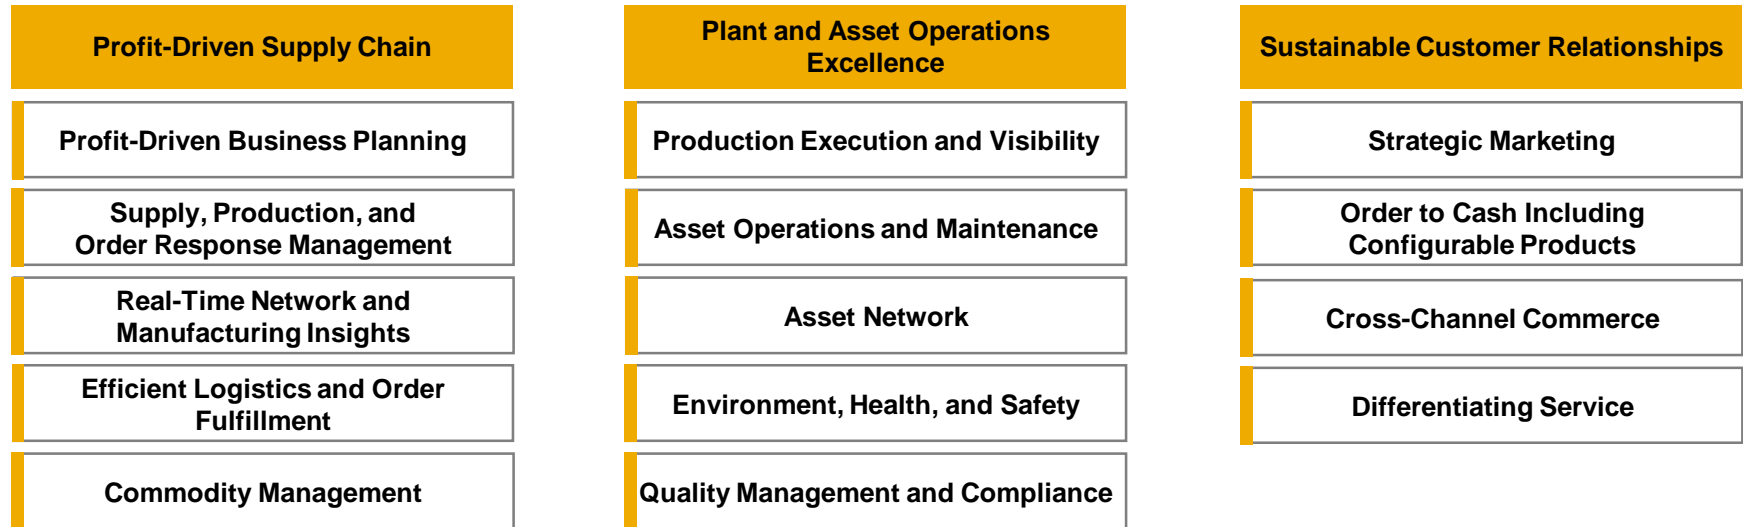 Profit-Driven Supply Chain
Profit-Driven Business Planning
Supply, Production, and
Order Response Management
Real-Time Network and
Manufacturing Insights
Efficient Logistics and Order
Fulfillment
Commodity Management
Plant and Asset Operations
Excellence
Production Execution and Visibility
Asset Operations and Maintenance
Asset Network
Environment, Health, and Safety
Quality Management and Compliance
Sustainable Customer Relationships
Strategic Marketing
Order to Cash Including
Configurable Products
Cross-Channel Commerce
Differentiating Service